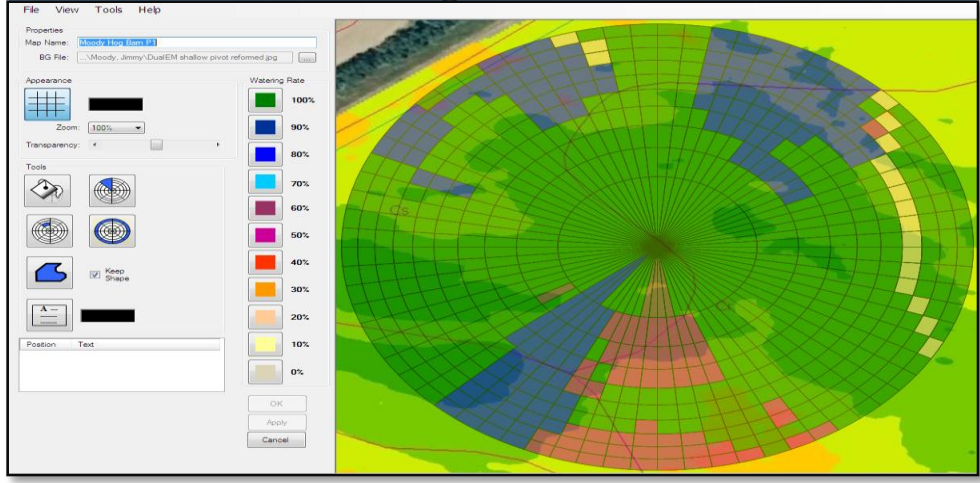 File View Tools Help
Properties
Map Name: Moody Hog Barn P1
BG File: ...\Moody, Jimmy\DualEM shallow pivot reformed.jpg ...
Appearance
Zoom: 100%
Transparency:
Tools
Keep
Shape
A
Position Text
Watering Rate
100%
90%
80%
70%
60%
50%
40%
30%
20%
10%
0%
OK
Apply
Cancel
Cs